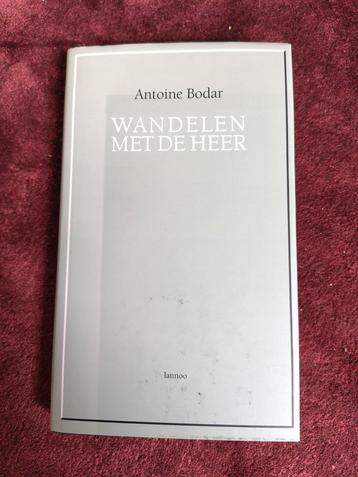 Antoine Bodar
WANDELEN
MET DE HEER
lannoo